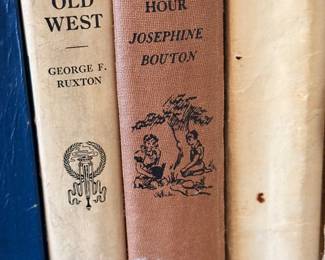 OLD
WEST
GEORGE F.
RUXTON
HOUR
JOSEPHINE
BOUTON